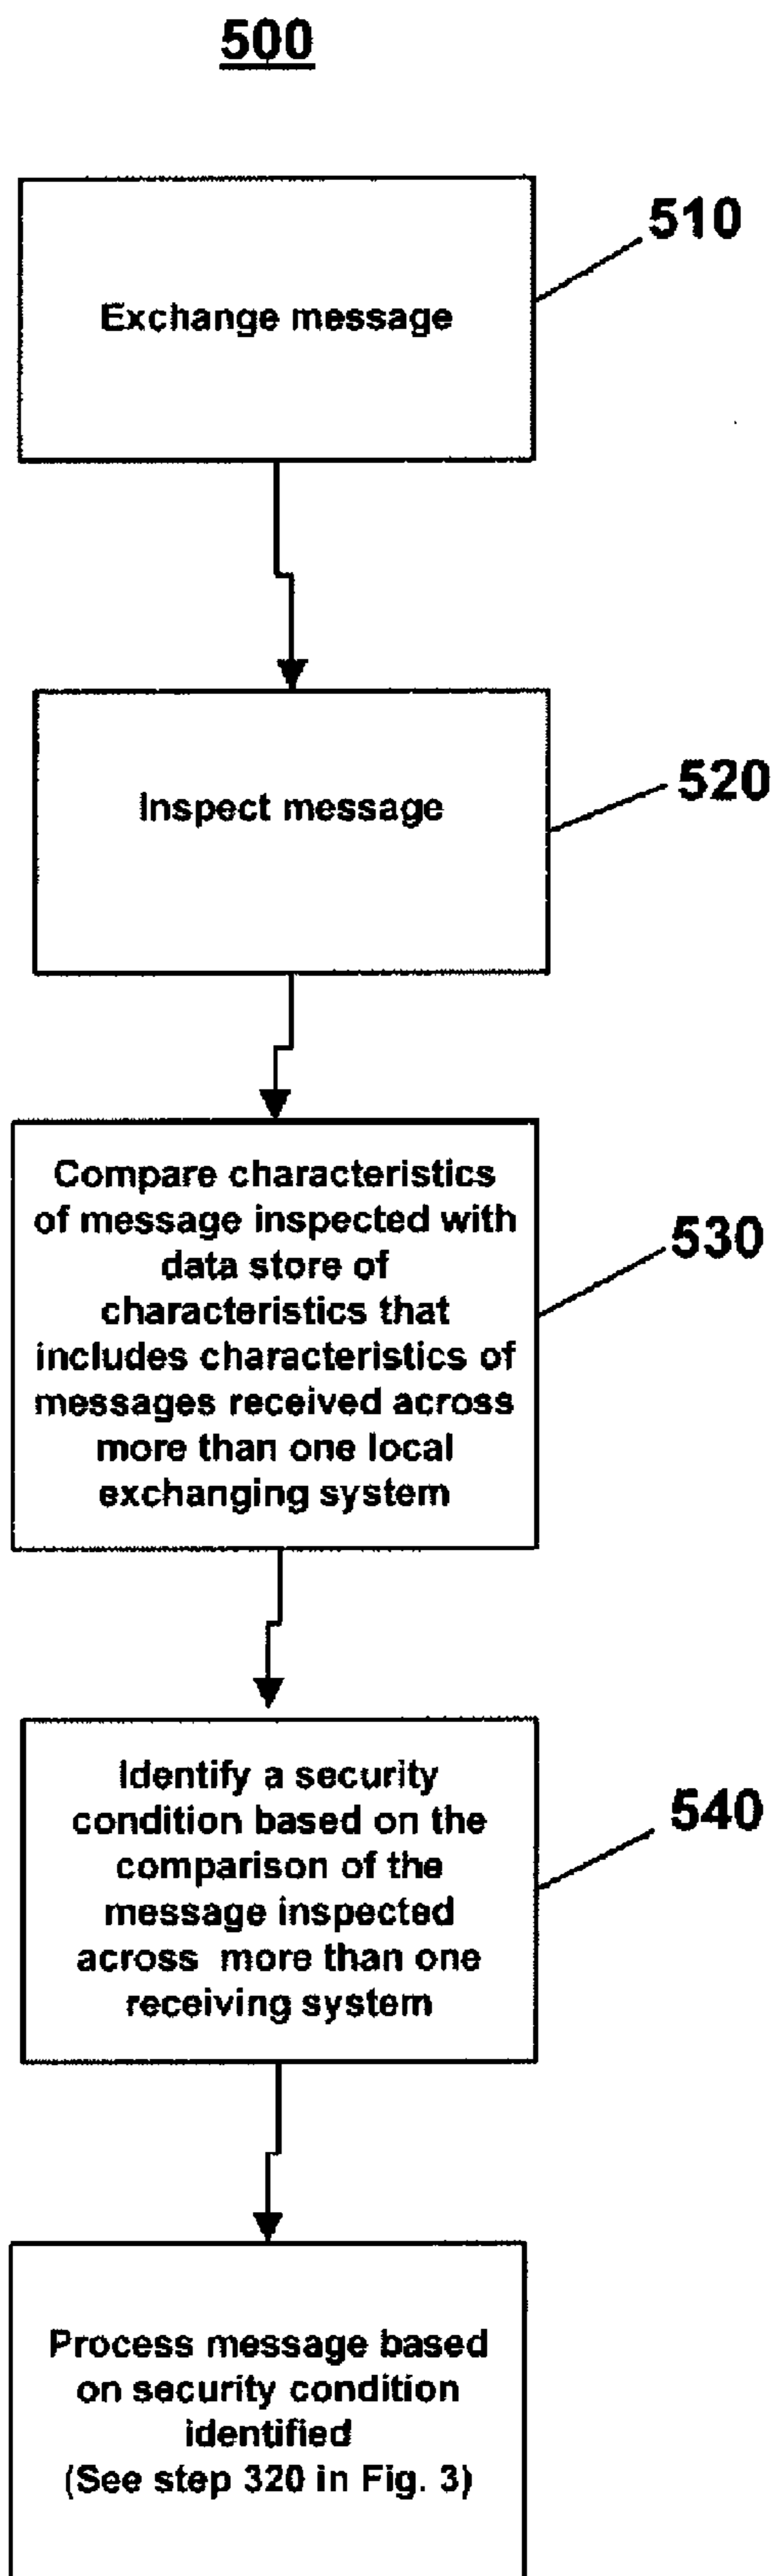 500
510
Exchange message
520
Inspect message
530
Compare characteristics
of message inspected with
data store of
characteristics that
includes characteristics of
messages received across
more than one local
exchanging system
540
Identify a security
condition based on the
comparison of the
message inspected
across more than one
receiving system
Process message based
on security condition
identified
(See step 320 in Fig. 3)